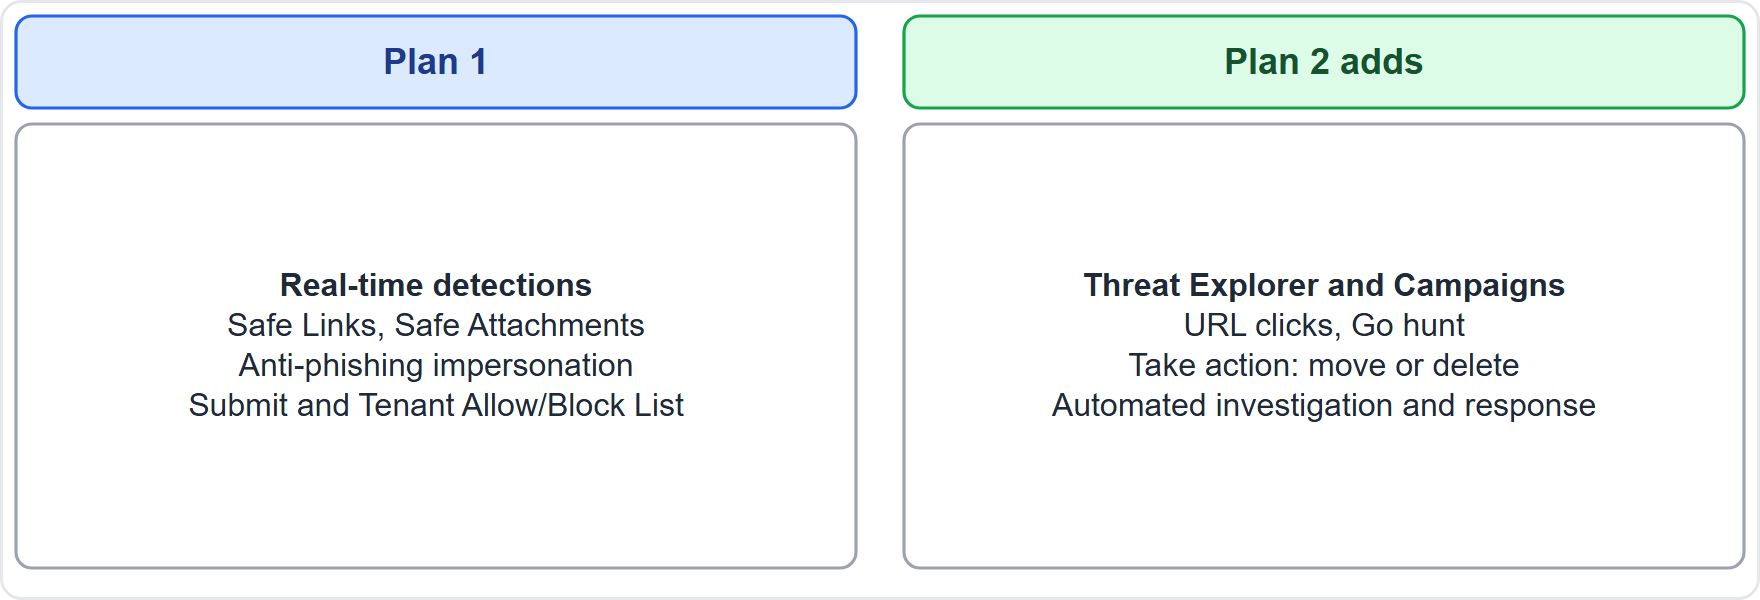 Plan 1
Real-time detections
Safe Links, Safe Attachments
Anti-phishing impersonation
Submit and Tenant Allow/Block List
Plan 2 adds
Threat Explorer and Campaigns
URL clicks, Go hunt
Take action: move or delete
Automated investigation and response